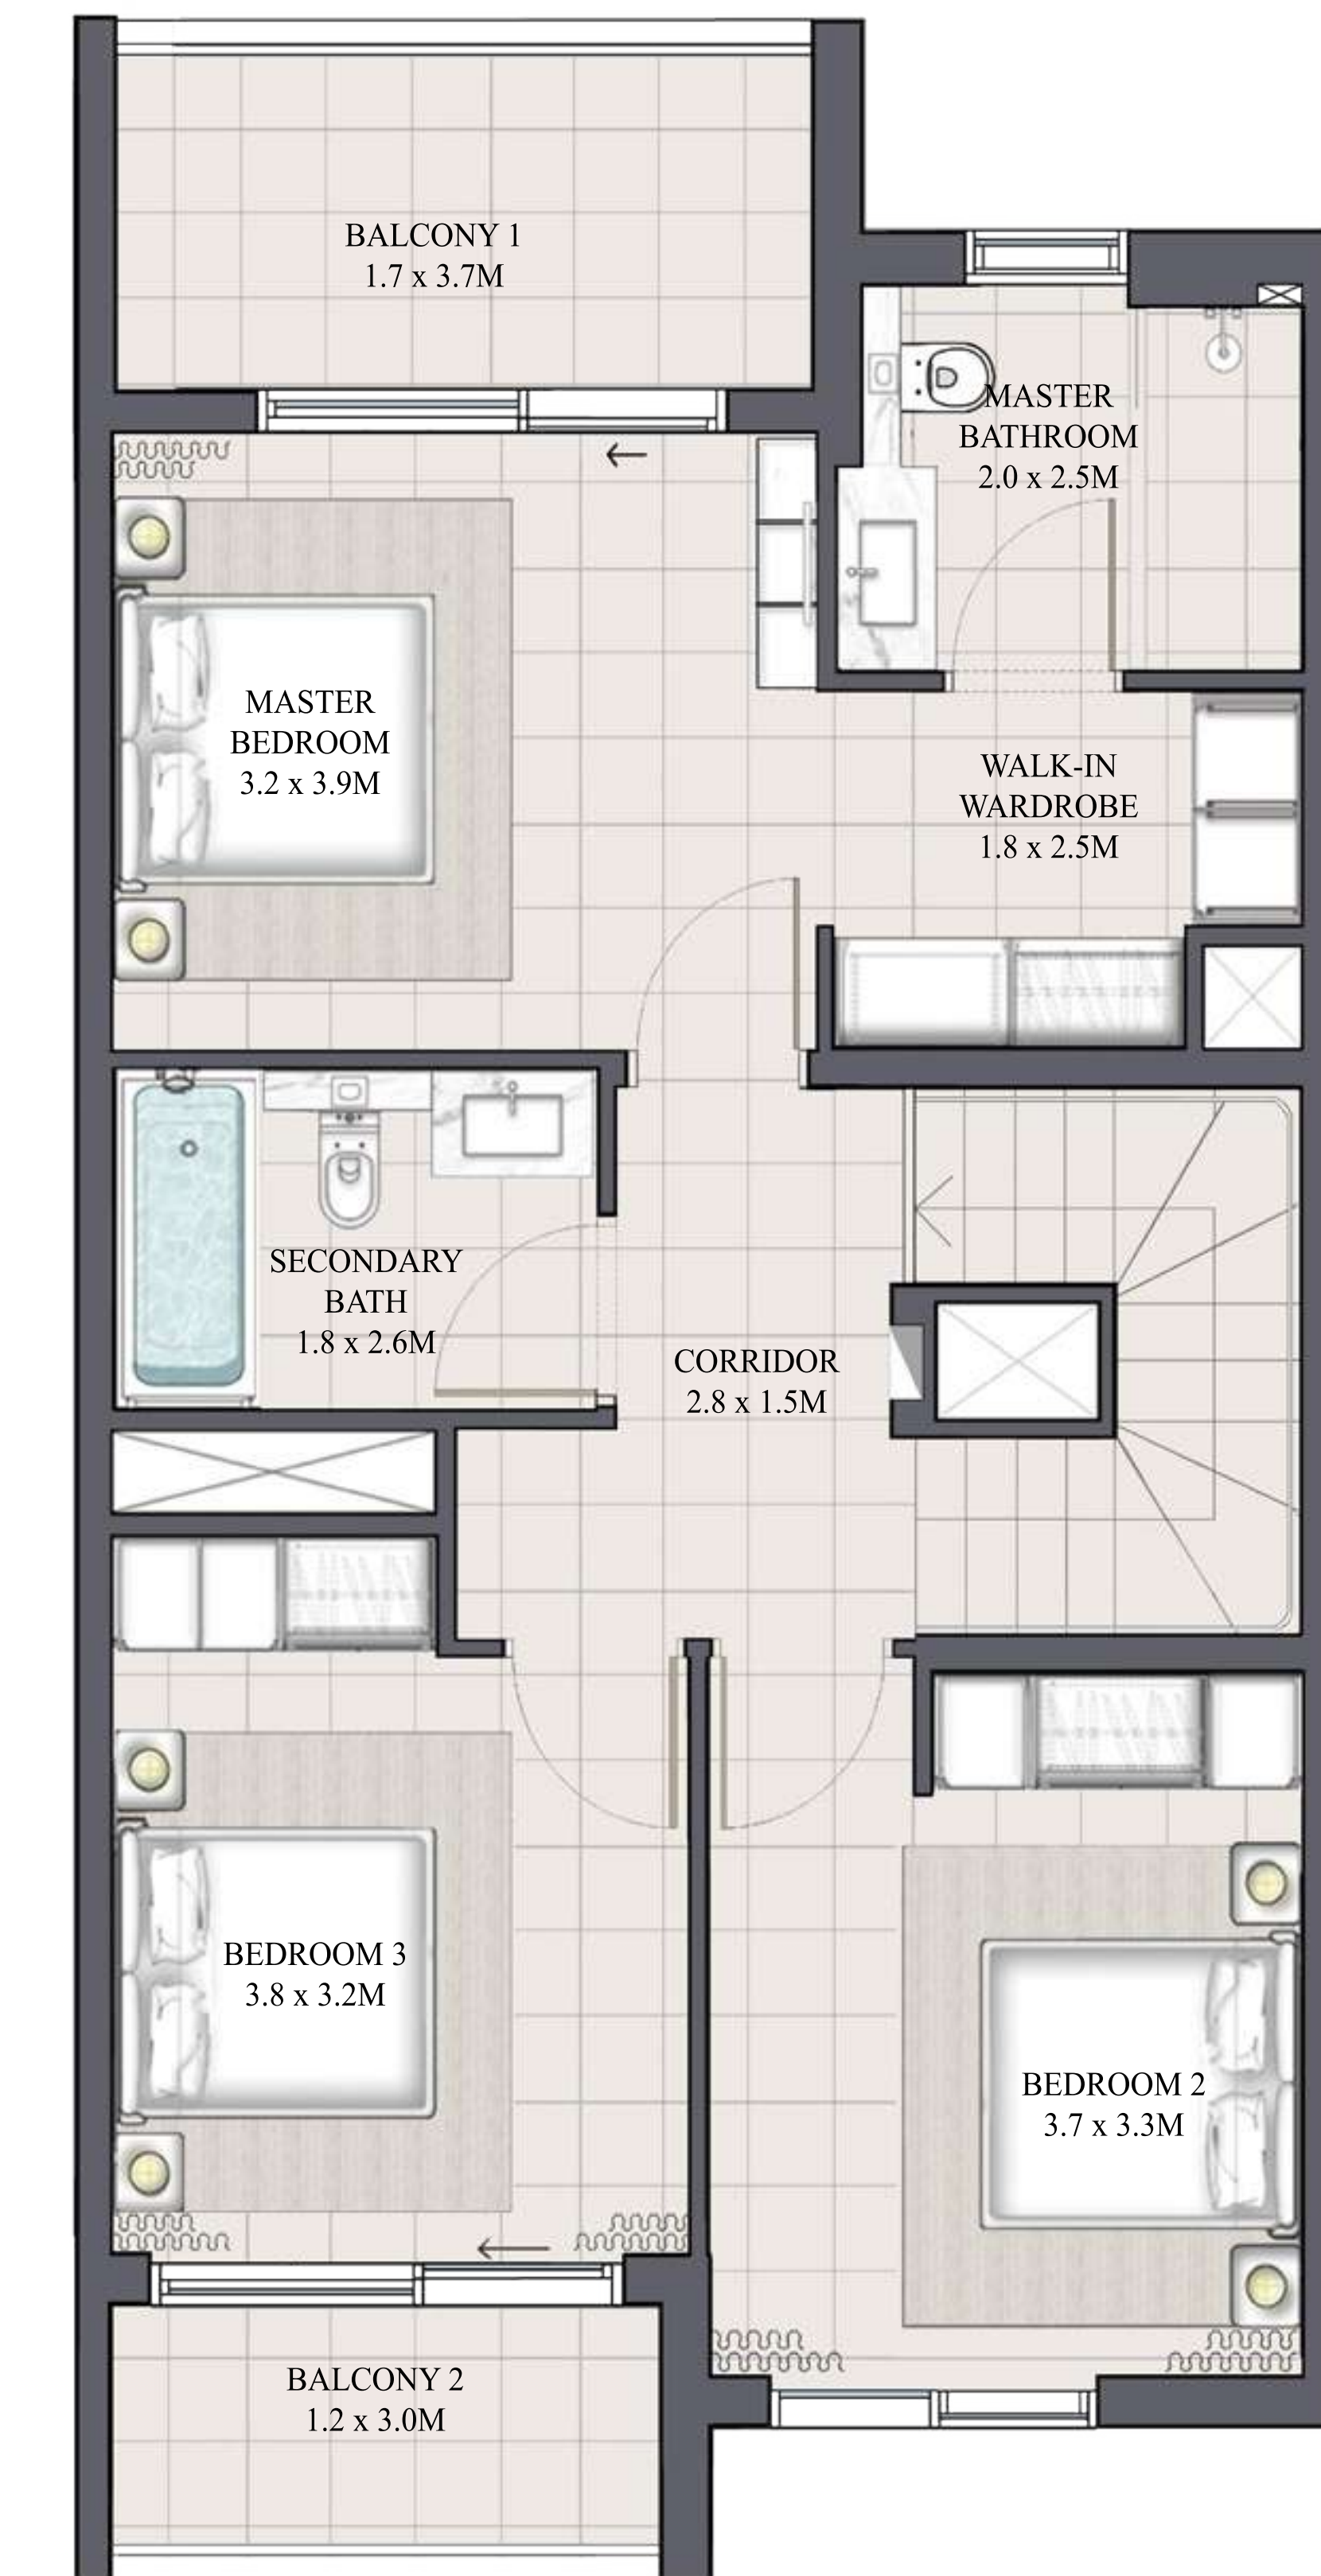 BALCONY 1
1.7 x 3.7M
MASTER
BATHROOM
2.0 x 2.5M
MASTER
BEDROOM
3.2 x 3.9M
WALK-IN
WARDROBE
1.8 x 2.5M
SECONDARY
BATH
1.8 x 2.6M
CORRIDOR
2.8 x 1.5M
BEDROOM 3
3.8 x 3.2M
BEDROOM 2
3.7 x 3.3M
BALCONY 2
1.2 x 3.0M